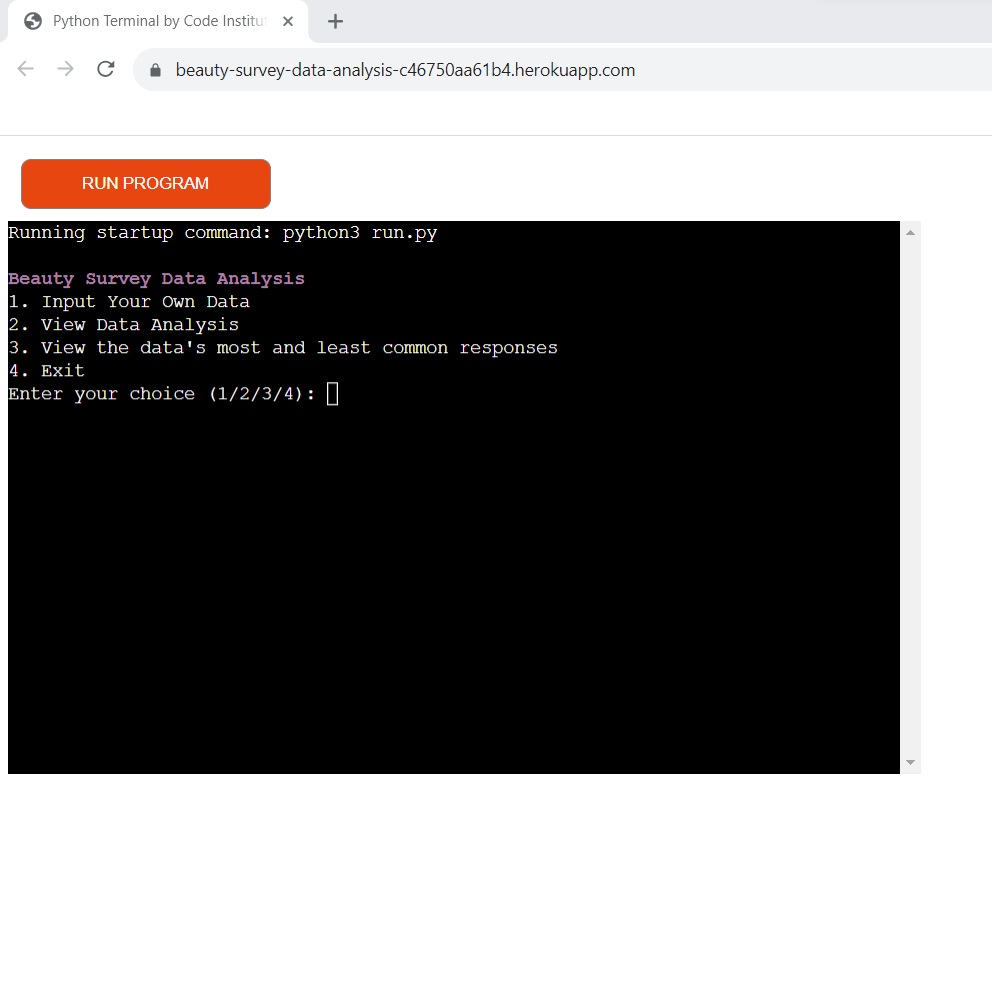 Python Terminal by Code Institut
beauty-survey-data-analysis-c46750aa61b4.herokuapp.com
RUN PROGRAM
Running startup command: python3 run.py
Beauty Survey Data Analysis
1. Input Your Own Data
2. View Data Analysis
3. View the data's most and least common responses
4. Exit
Enter your choice (1/2/3/4):